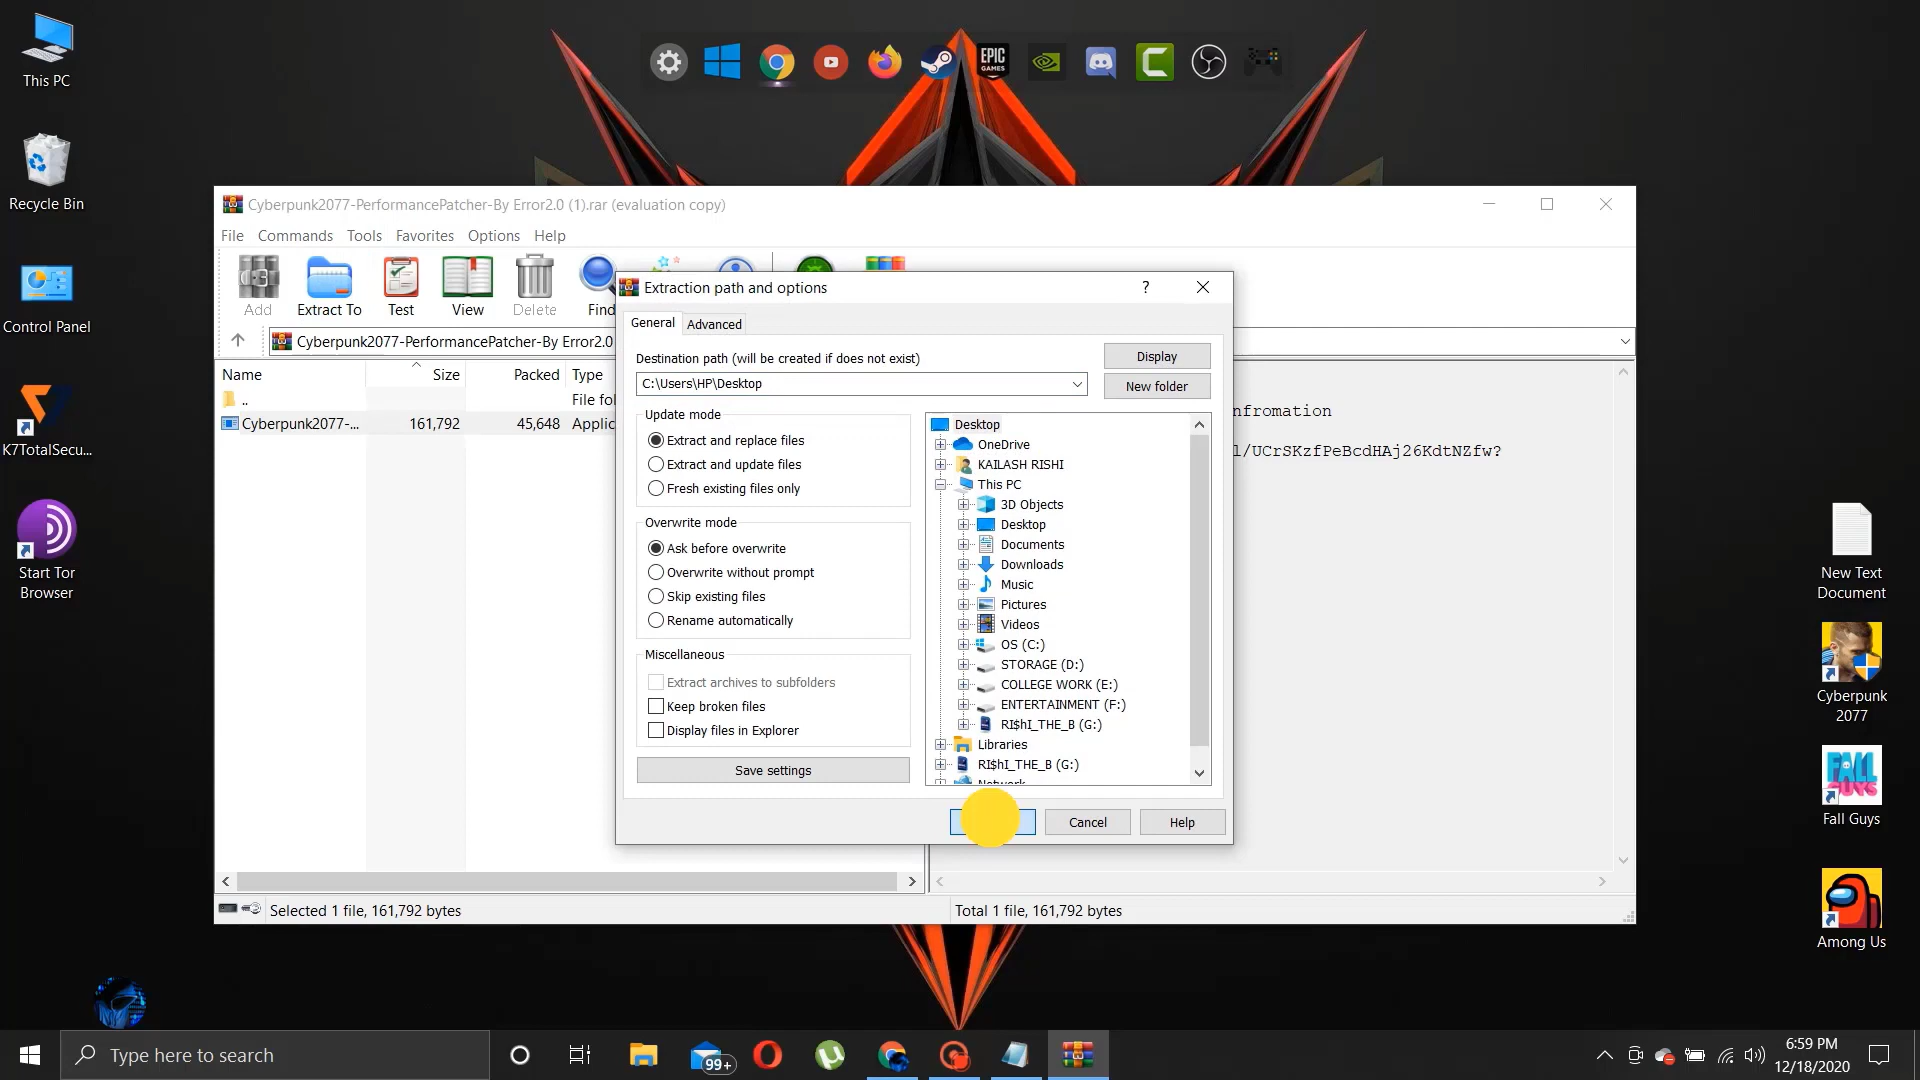 This PC
Recycle Bin
Control Panel
K7TotalSecu...
Start Tor
Browser
EPIC
GAMES
Cyberpunk2077-PerformancePatcher-By Error2.0 (1).rar (evaluation copy)
File Commands Tools Favorites Options Help
Add
Extract To
Test
View
Delete
Find
Cyberpunk2077-PerformancePatcher-By Error2.0
Name Size Packed Type
..
File fol
Cyberpunk2077-... 161,792 45,648 Applic
nfromation
l/UCrSKzfPeBcdHAj26KdtNZfw?
Selected 1 file, 161,792 bytes
Total 1 file, 161,792 bytes
Extraction path and options
?
General Advanced
Destination path (will be created if does not exist)
Display
C:\Users\HP\Desktop
New folder
Update mode
Extract and replace files
Extract and update files
Fresh existing files only
Overwrite mode
Ask before overwrite
Overwrite without prompt
Skip existing files
Rename automatically
Miscellaneous
Extract archives to subfolders
Keep broken files
Display files in Explorer
Save settings
Desktop
OneDrive
KAILASH RISHI
This PC
3D Objects
Desktop
Documents
Downloads
Music
Pictures
Videos
OS (C:)
STORAGE (D:)
COLLEGE WORK (E:)
ENTERTAINMENT (F:)
RI$hI_THE_B (G:)
Libraries
RI$hI_THE_B (G:)
Network
Cancel
Help
New Text
Document
Cyberpunk
2077
FALL
GUYS
Fall Guys
Among Us
Type here to search
99+
6:59 PM
12/18/2020